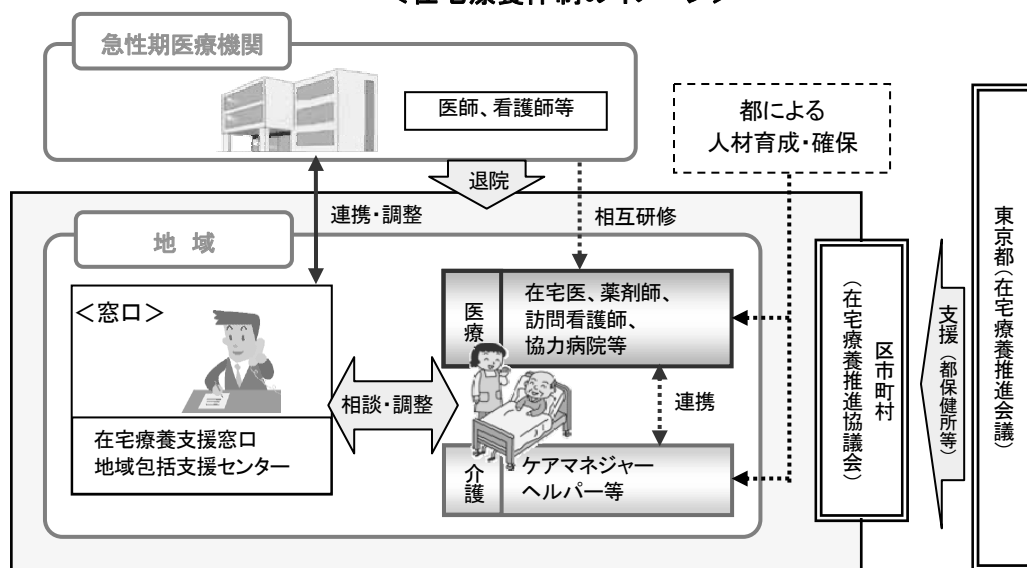 ＜在宅療養体制のイメージ＞
急性期医療機関
医師、看護師等
都による
人材育成・確保
退院
連携・調整
相互研修
地 域
＜窓口＞
医療
在宅医、薬剤師、
訪問看護師、
協力病院等
相談・調整
連携
在宅療養支援窓口
地域包括支援センター
介護
ケアマネジャー
ヘルパー等
区市町村
（在宅療養推進協議会）
支援（都保健所等）
東京都（在宅療養推進会議）